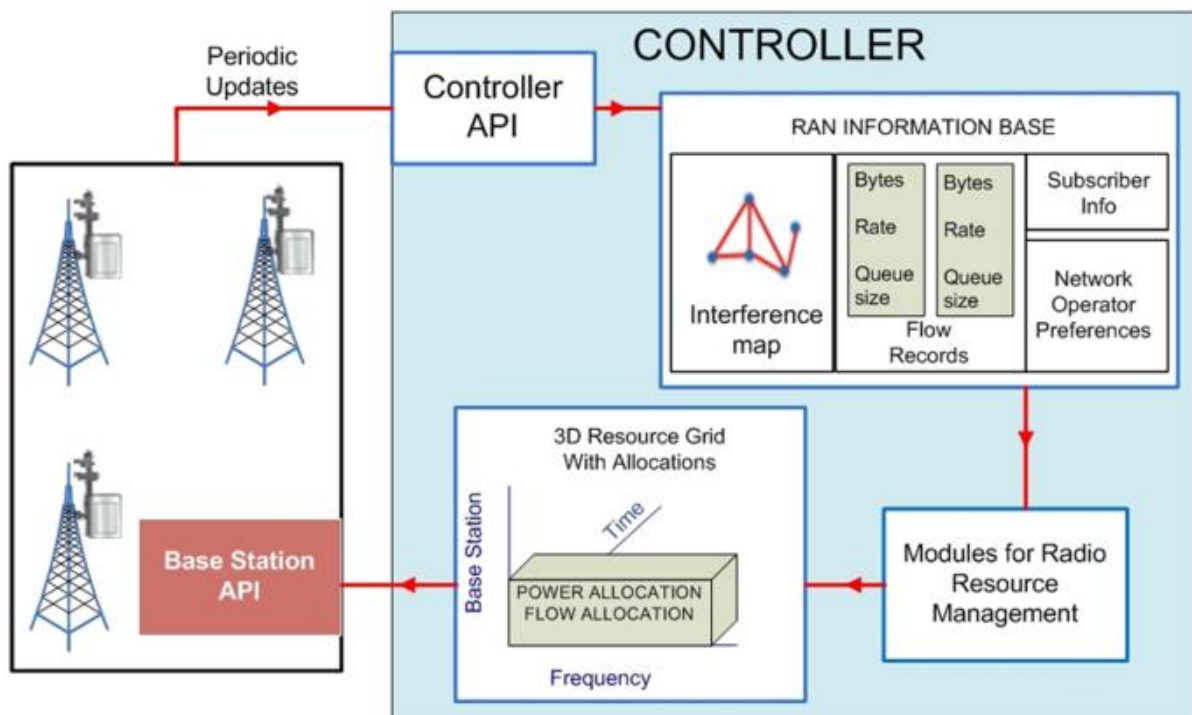 CONTROLLER
Periodic
Updates
Controller
API
RAN INFORMATION BASE
Interference
map
Bytes
Rate
Queue
size
Bytes
Rate
Queue
size
Flow
Records
Subscriber
Info
Network
Operator
Preferences
Modules for Radio
Resource
Management
3D Resource Grid
With Allocations
Base Station
Time
POWER ALLOCATION
FLOW ALLOCATION
Frequency
Base Station
API